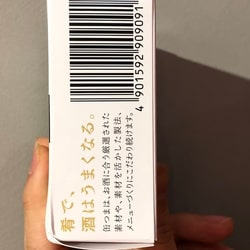 肴で、
酒はうまくなる。
缶つまは、お酒に合う厳選された
素材や、素材を活かした製法、
メニューづくりにこだわり続けます。
4 901592 909091